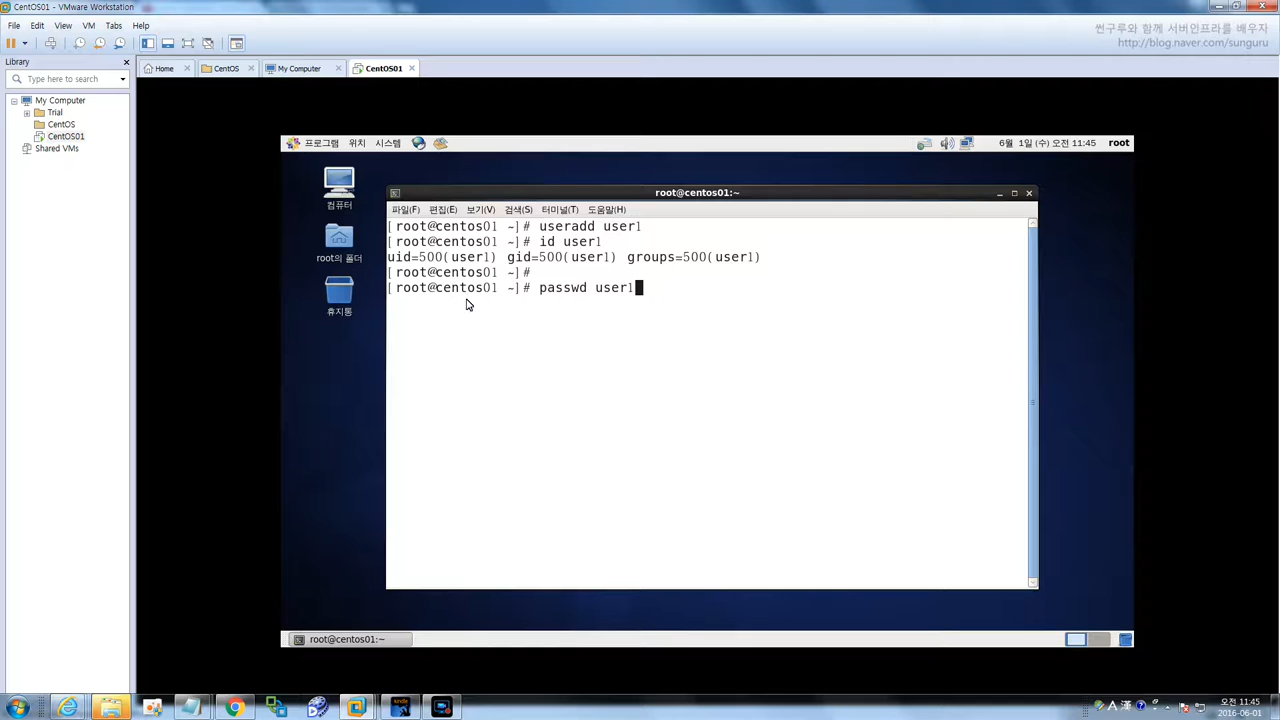 CentOS01 - VMware Workstation
File Edit View VM Tabs Help
썬구루와 함께 서버인프라를 배우자
http://blog.naver.com/sunguru
Library
Type here to search
My Computer
Trial
CentOS
CentOS01
Shared VMs
Home CentOS My Computer CentOS01
프로그램 위치 시스템 6월 1일 (수) 오전 11:45 root
컴퓨터
root의 폴더
휴지통
root@centos01:~
파일(F) 편집(E) 보기(V) 검색(S) 터미널(T) 도움말(H)
[root@centos01 ~]# useradd user1
[root@centos01 ~]# id user1
uid=500(user1) gid=500(user1) groups=500(user1)
[root@centos01 ~]#
[root@centos01 ~]# passwd user1
root@centos01:~
kindle
A 漢
오전 11:45
2016-06-01